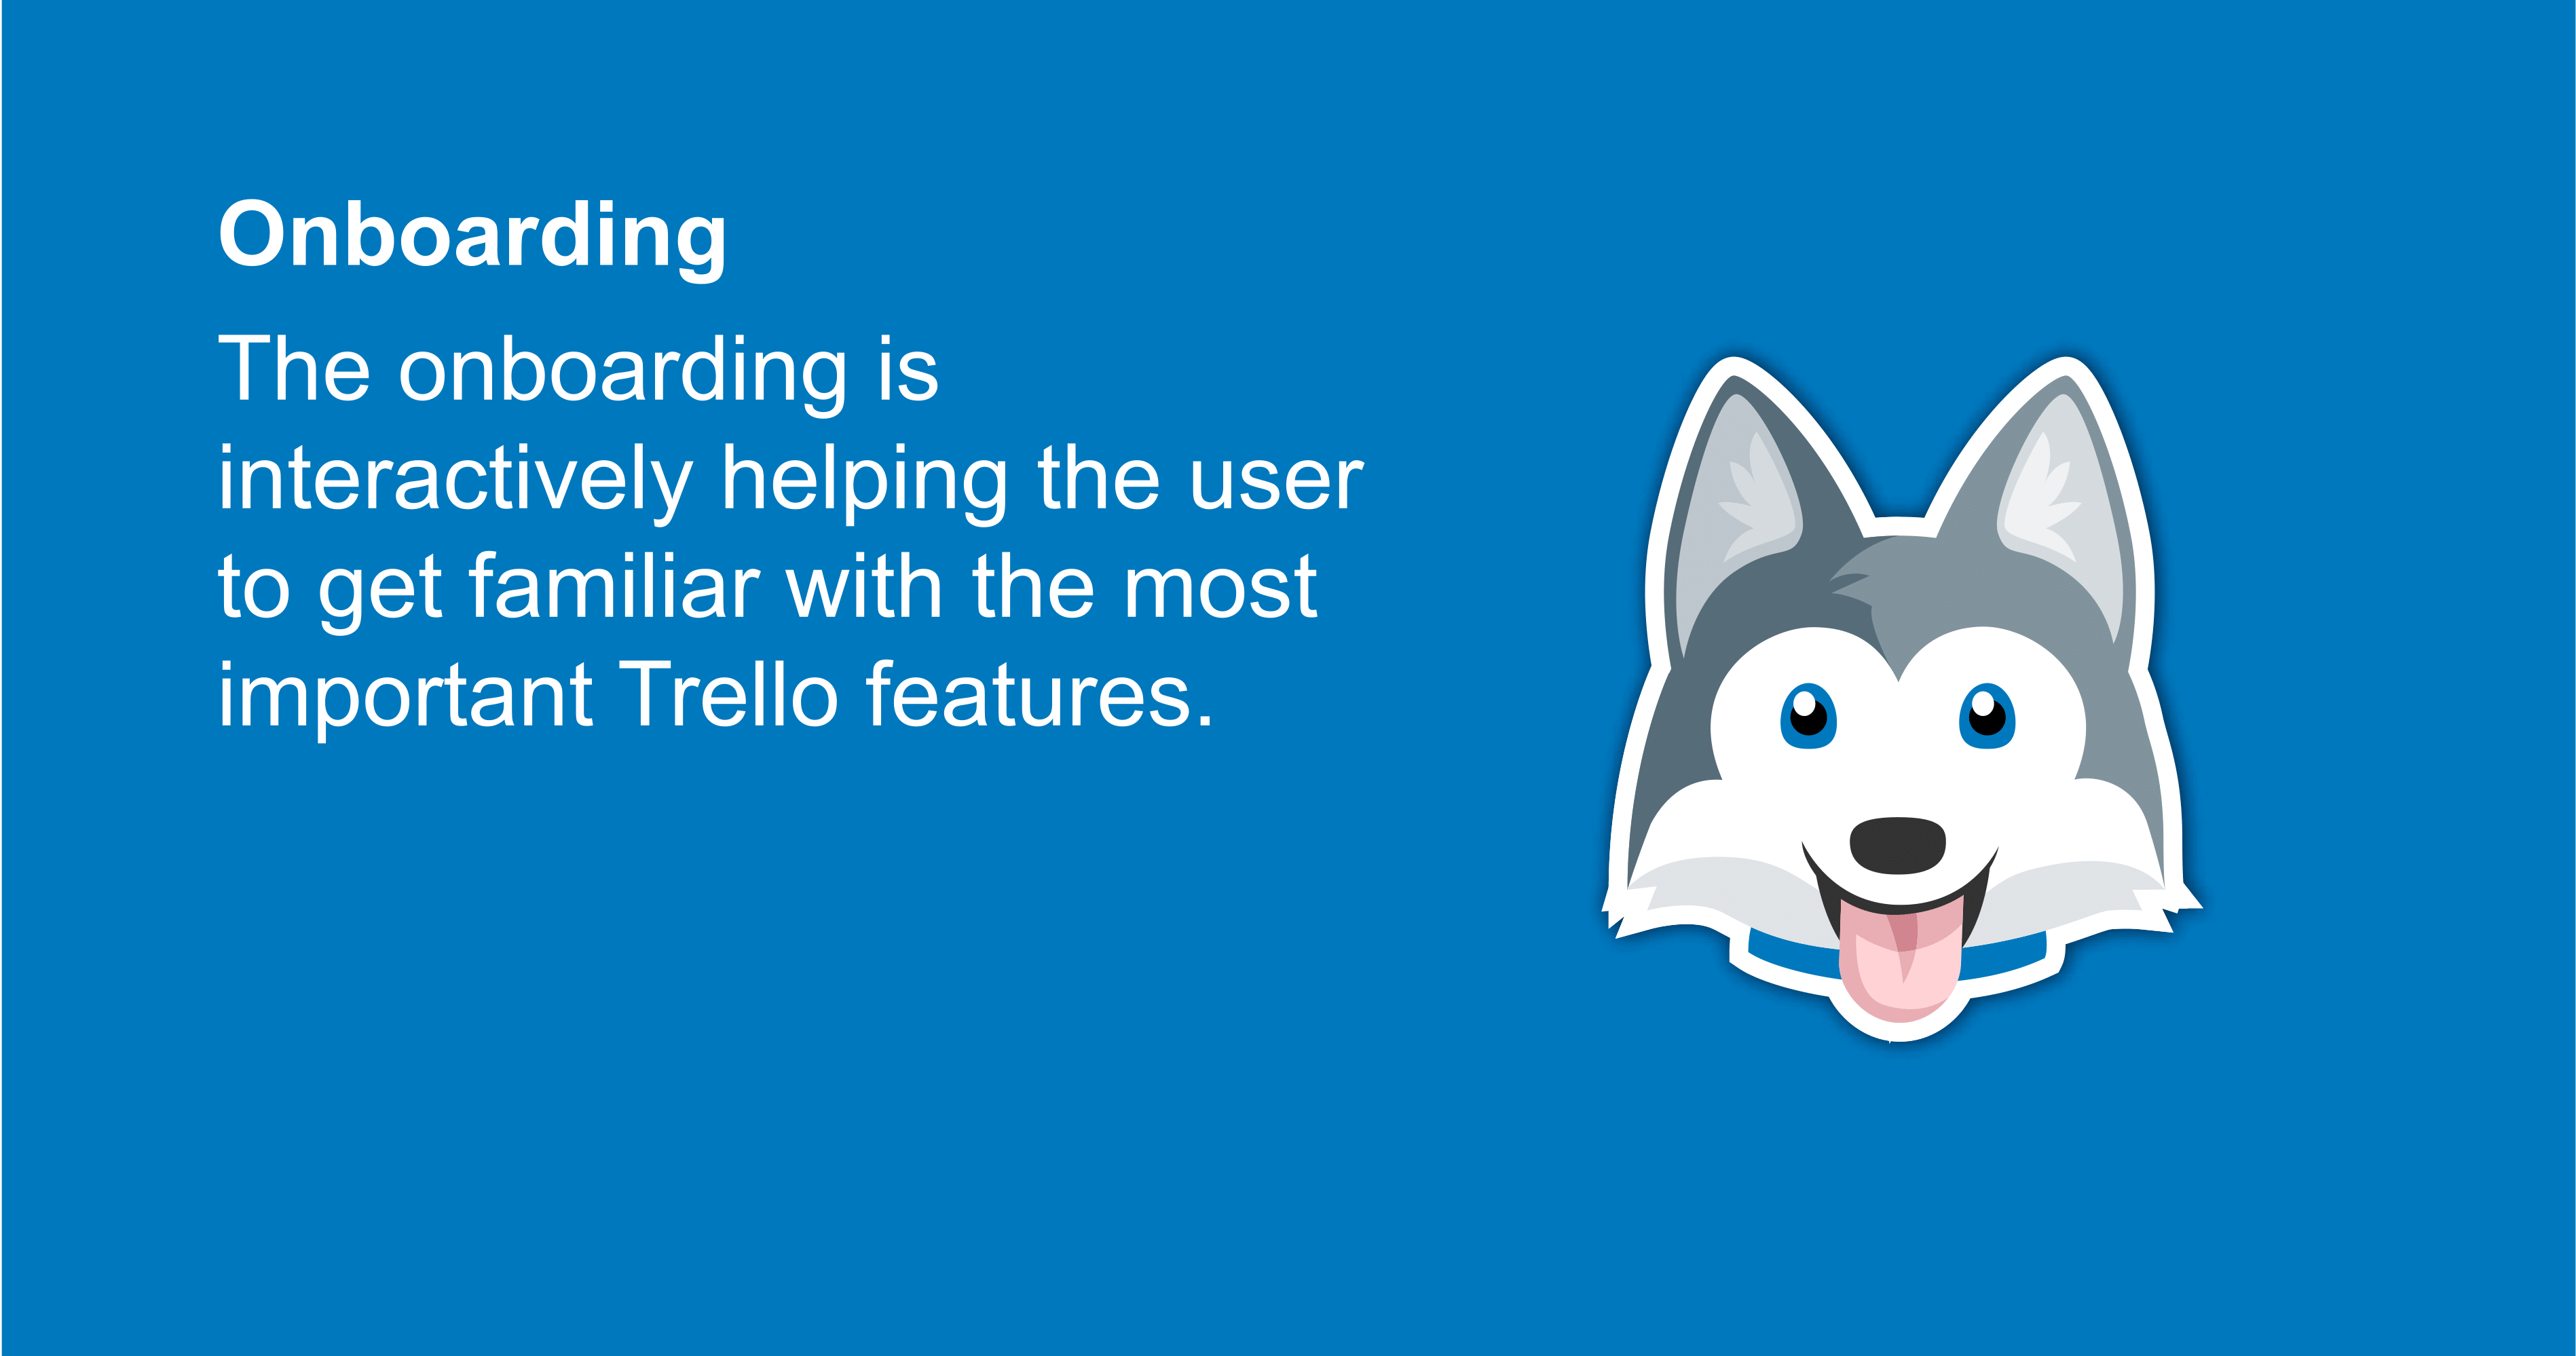 Onboarding
The onboarding is
interactively helping the user
to get familiar with the most
important Trello features.